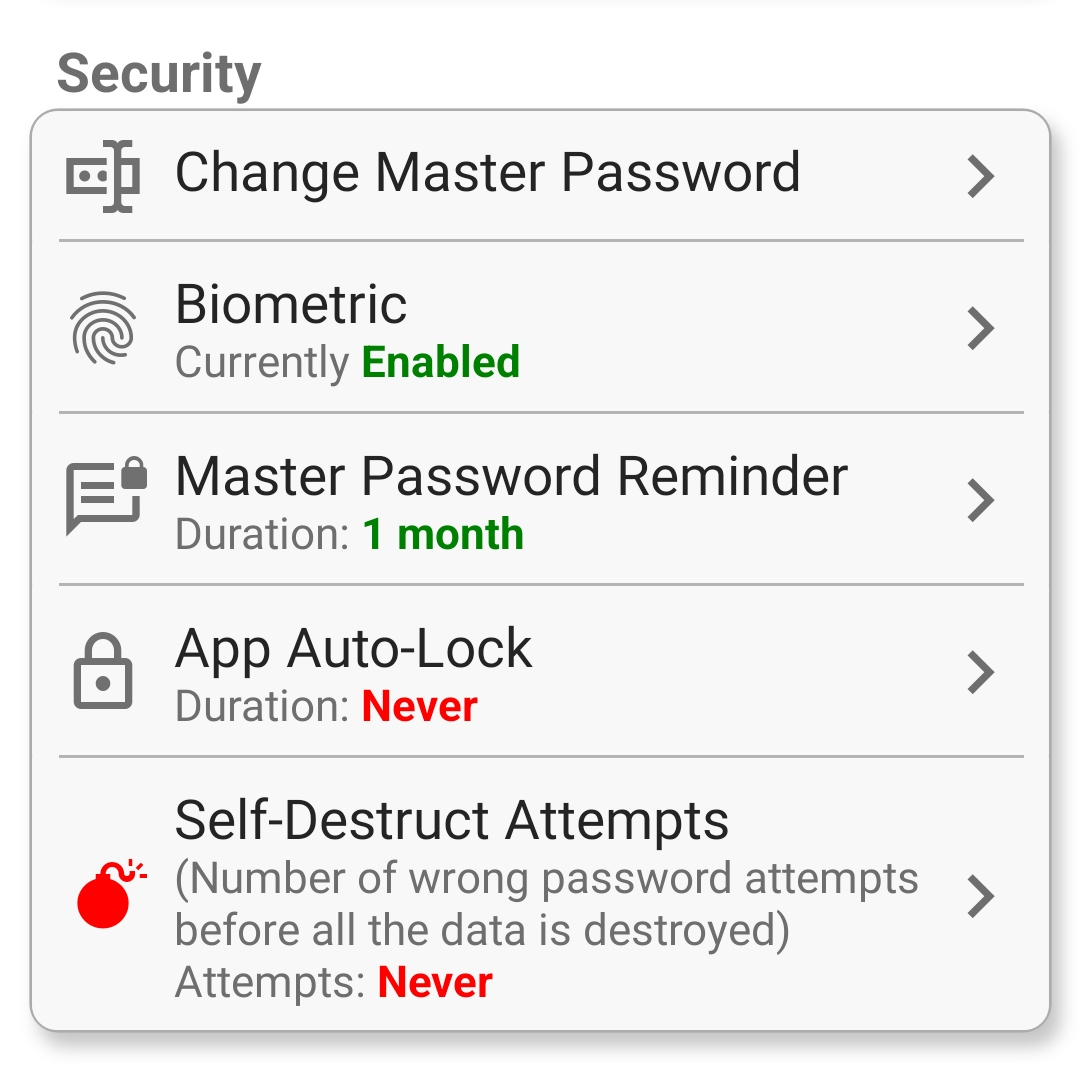 Security
Change Master Password
Biometric
Currently Enabled
Master Password Reminder
Duration: 1 month
App Auto-Lock
Duration: Never
Self-Destruct Attempts
(Number of wrong password attempts
before all the data is destroyed)
Attempts: Never